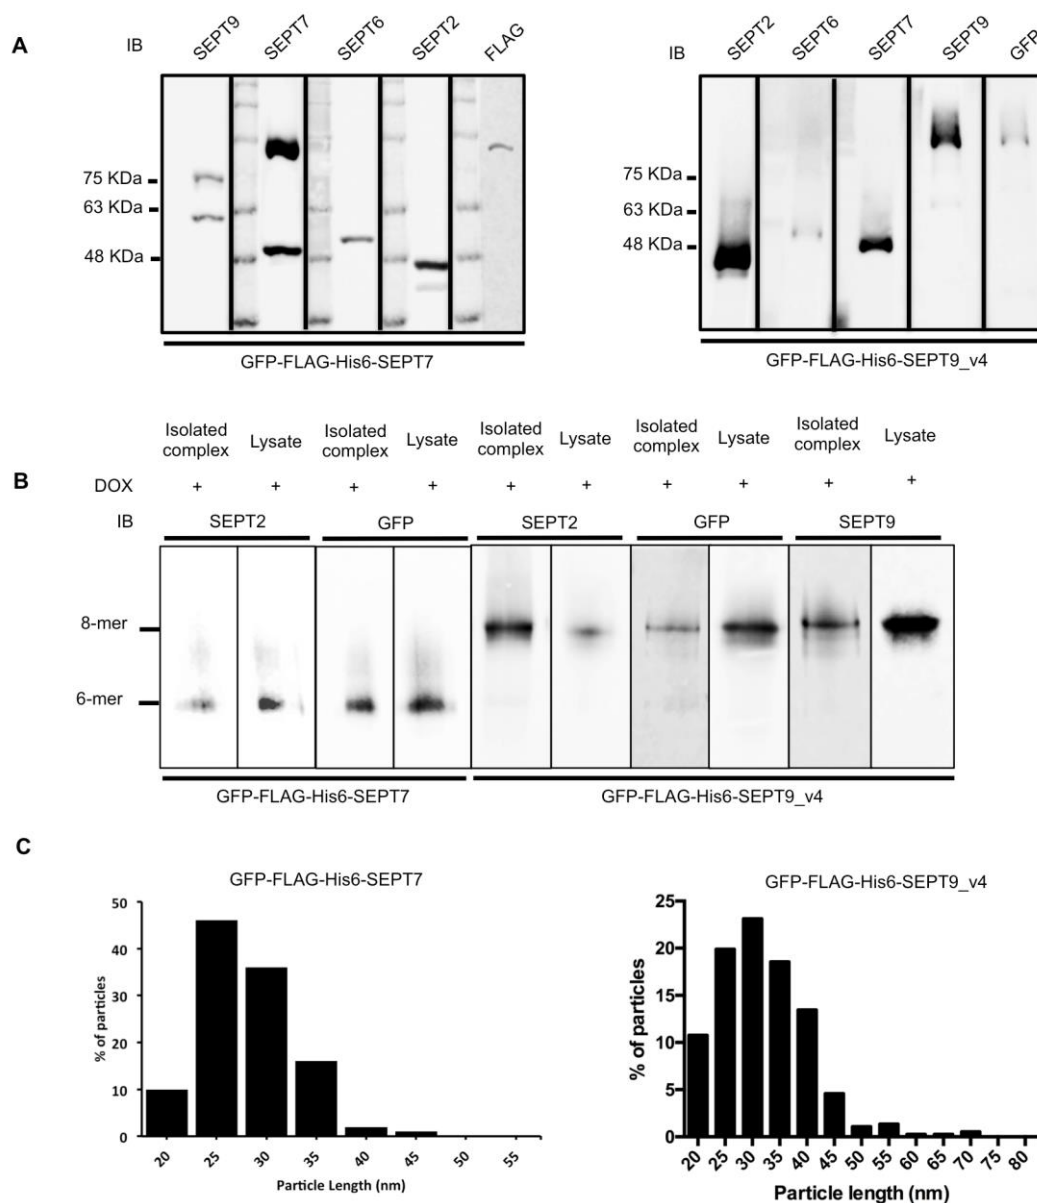 A
IB
SEPT9
SEPT7
SEPT6
SEPT2
FLAG
75 KDa
63 KDa
48 KDa
GFP-FLAG-His6-SEPT7
IB
SEPT2
SEPT6
SEPT7
SEPT9
GFP
75 KDa
63 KDa
48 KDa
GFP-FLAG-His6-SEPT9_v4
Isolated complex Lysate Isolated complex Lysate Isolated complex Lysate Isolated complex Lysate Isolated complex Lysate
B
DOX + + + + + + + + + +
IB SEPT2 GFP SEPT2 GFP SEPT9
8-mer
6-mer
GFP-FLAG-His6-SEPT7 GFP-FLAG-His6-SEPT9_v4
C
GFP-FLAG-His6-SEPT7
% of particles
50
40
30
20
10
0
20 25 30 35 40 45 50 55
Particle Length (nm)
GFP-FLAG-His6-SEPT9_v4
% of particles
25
20
15
10
5
0
20 25 30 35 40 45 50 55 60 65 70 75 80
Particle length (nm)